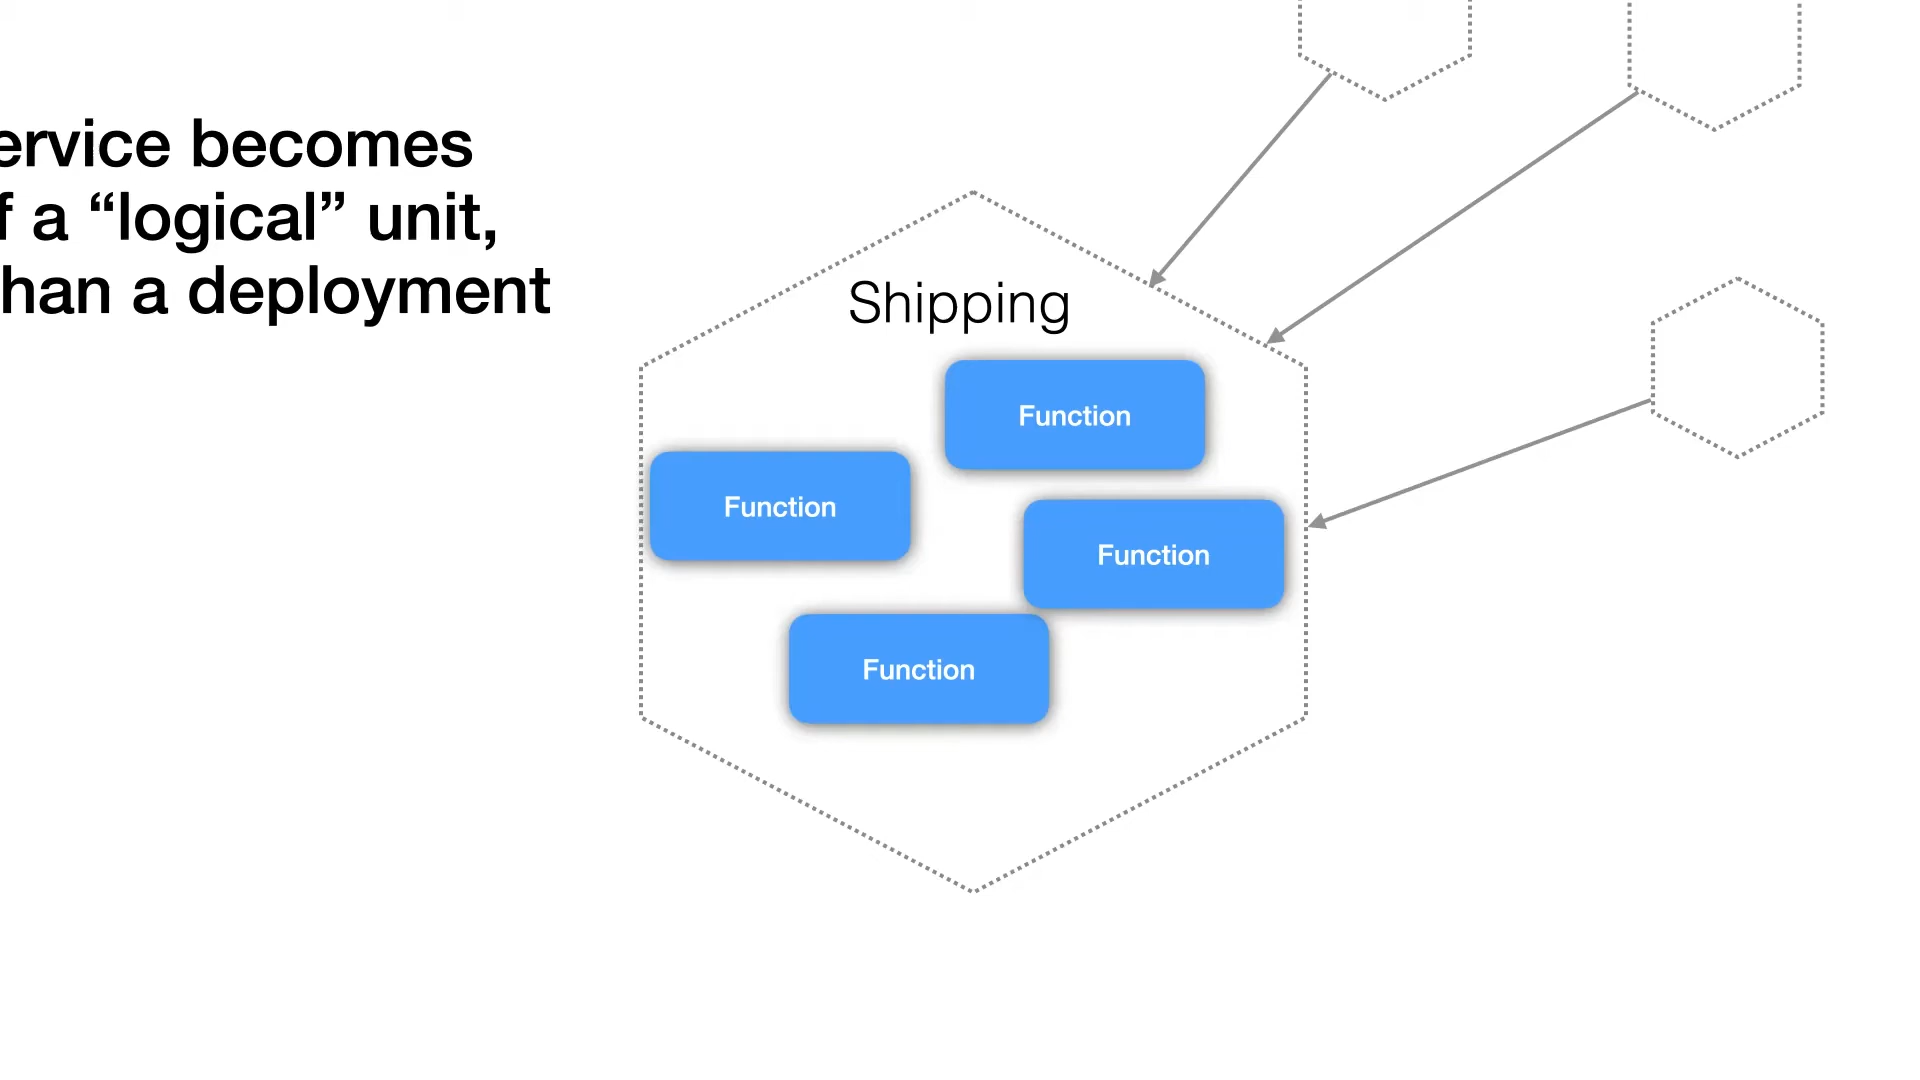 ervice becomes
f a “logical” unit,
han a deployment
Shipping
Function
Function
Function
Function